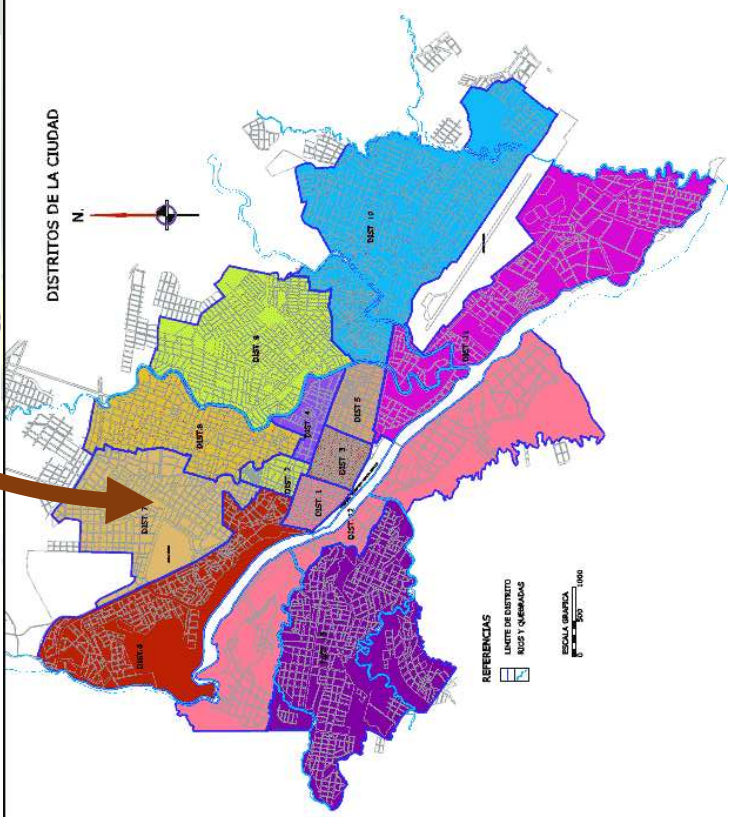 DISTRITOS DE LA CIUDAD
N.
DIST. 10
DIST. 9
DIST. 8
DIST. 7
DIST. 4
DIST. 5
DIST. 2
DIST. 3
DIST. 1
DIST. 11
DIST. 12
DIST. 6
REFERENCIAS
LIMITE DE DISTRITO
RIOS Y QUEBRADAS
ESCALA GRAFICA
0 500 1000